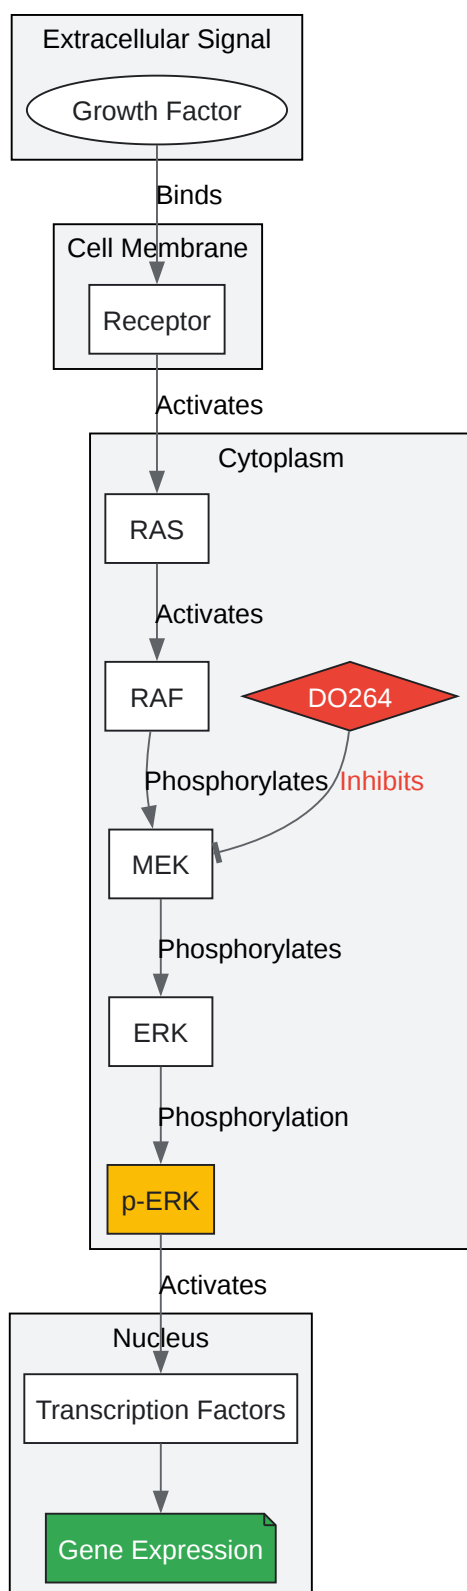 Extracellular Signal
Growth Factor
Binds
Cell Membrane
Receptor
Activates
Cytoplasm
RAS
Activates
RAF
DO264
Phosphorylates
Inhibits
MEK
Phosphorylates
ERK
Phosphorylation
p-ERK
Activates
Nucleus
Transcription Factors
Gene Expression